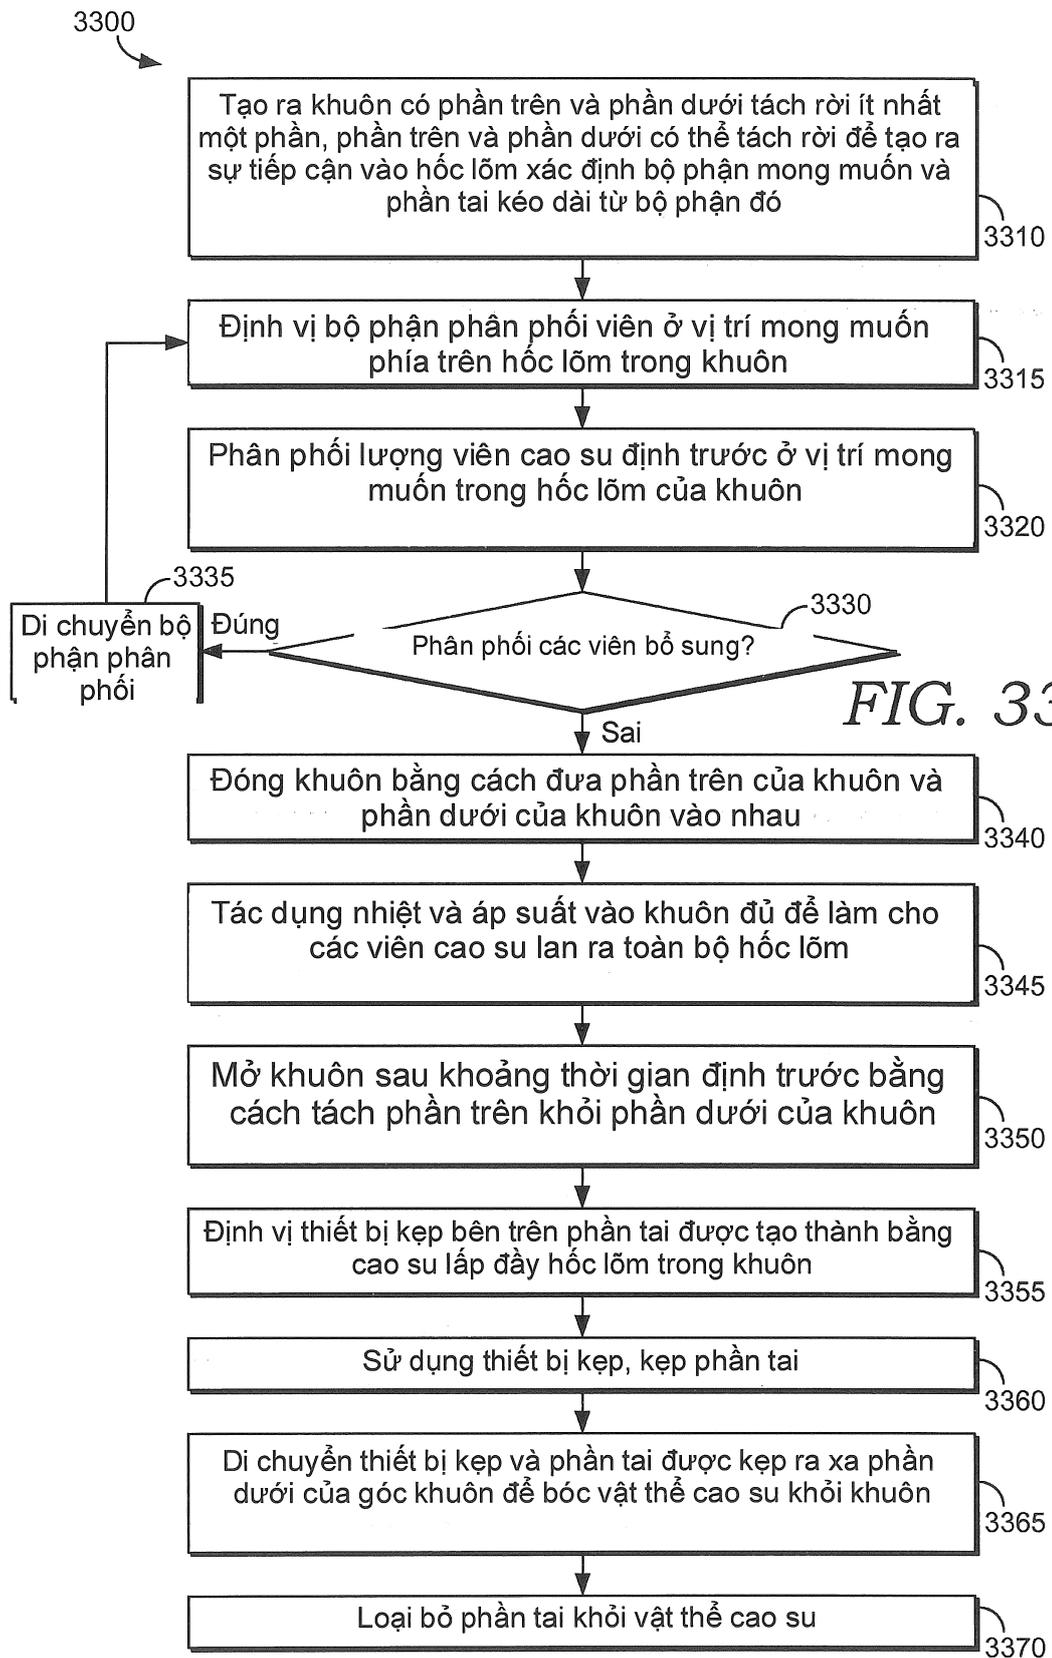 3300
Tạo ra khuôn có phần trên và phần dưới tách rời ít nhất
một phần, phần trên và phần dưới có thể tách rời để tạo ra
sự tiếp cận vào hốc lõm xác định bộ phận mong muốn và
phần tai kéo dài từ bộ phận đó
3310
Định vị bộ phận phân phối viên ở vị trí mong muốn
phía trên hốc lõm trong khuôn
3315
Phân phối lượng viên cao su định trước ở vị trí mong
muốn trong hốc lõm của khuôn
3320
3335
Di chuyển bộ
phận phân
phối
Đúng
3330
Phân phối các viên bổ sung?
FIG. 33
Sai
Đóng khuôn bằng cách đưa phần trên của khuôn và
phần dưới của khuôn vào nhau
3340
Tác dụng nhiệt và áp suất vào khuôn đủ để làm cho
các viên cao su lan ra toàn bộ hốc lõm
3345
Mở khuôn sau khoảng thời gian định trước bằng
cách tách phần trên khỏi phần dưới của khuôn
3350
Định vị thiết bị kẹp bên trên phần tai được tạo thành bằng
cao su lấp đầy hốc lõm trong khuôn
3355
Sử dụng thiết bị kẹp, kẹp phần tai
3360
Di chuyển thiết bị kẹp và phần tai được kẹp ra xa phần
dưới của góc khuôn để bóc vật thể cao su khỏi khuôn
3365
Loại bỏ phần tai khỏi vật thể cao su
3370